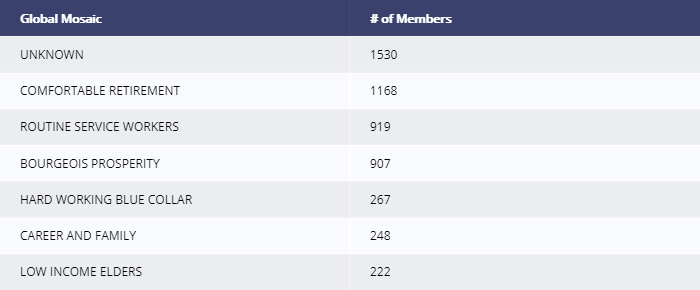 Global Mosaic # of Members
UNKNOWN 1530
COMFORTABLE RETIREMENT 1168
ROUTINE SERVICE WORKERS 919
BOURGEOIS PROSPERITY 907
HARD WORKING BLUE COLLAR 267
CAREER AND FAMILY 248
LOW INCOME ELDERS 222